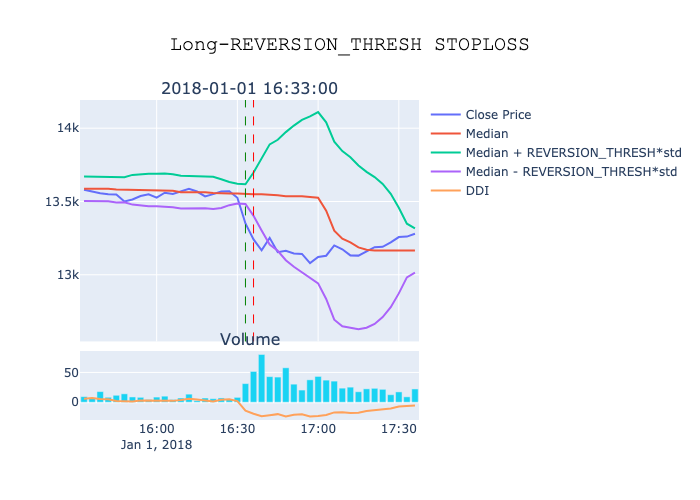 Long-REVERSION_THRESH STOPLOSS
2018-01-01 16:33:00
14k
13.5k
13k
Close Price
Median
Median + REVERSION_THRESH*std
Median - REVERSION_THRESH*std
DDI
Volume
50
0
16:00
16:30
17:00
17:30
Jan 1, 2018